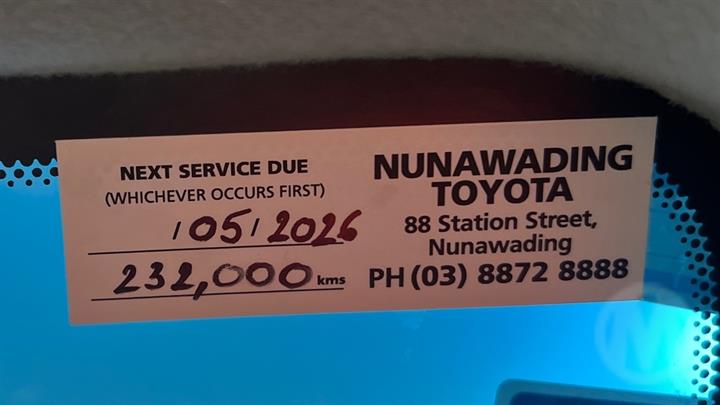 NEXT SERVICE DUE
(WHICHEVER OCCURS FIRST)
/ 05 / 2026
232,000 kms
NUNAWADING
TOYOTA
88 Station Street,
Nunawading
PH (03) 8872 8888